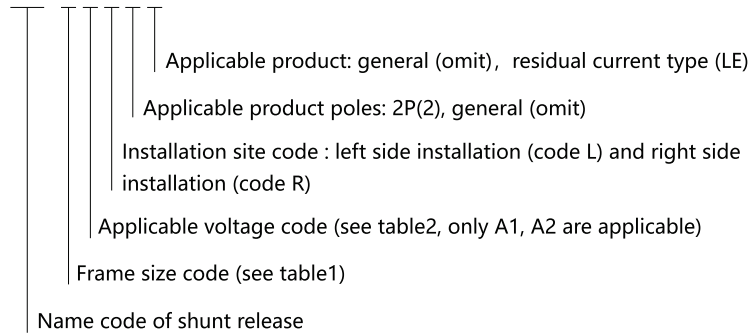 Applicable product: general (omit), residual current type (LE)
Applicable product poles: 2P(2), general (omit)
Installation site code : left side installation (code L) and right side
installation (code R)
Applicable voltage code (see table2, only A1, A2 are applicable)
Frame size code (see table1)
Name code of shunt release